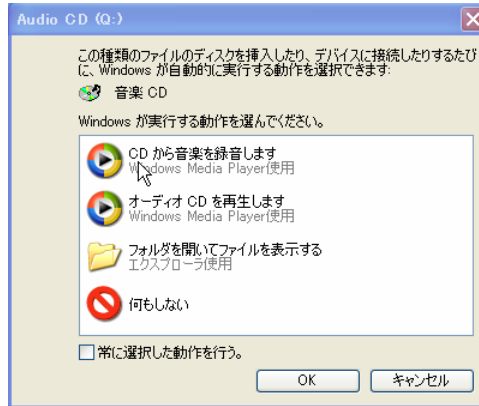 Audio CD (Q:)
この種類のファイルのディスクを挿入したり、デバイスに接続したりするたび
に、Windows が自動的に実行する動作を選択できます:
音楽 CD
Windows が実行する動作を選んでください。
CD から音楽を録音します
Windows Media Player使用
オーディオ CD を再生します
Windows Media Player使用
フォルダを開いてファイルを表示する
エクスプローラ使用
何もしない
常に選択した動作を行う。
OK
キャンセル